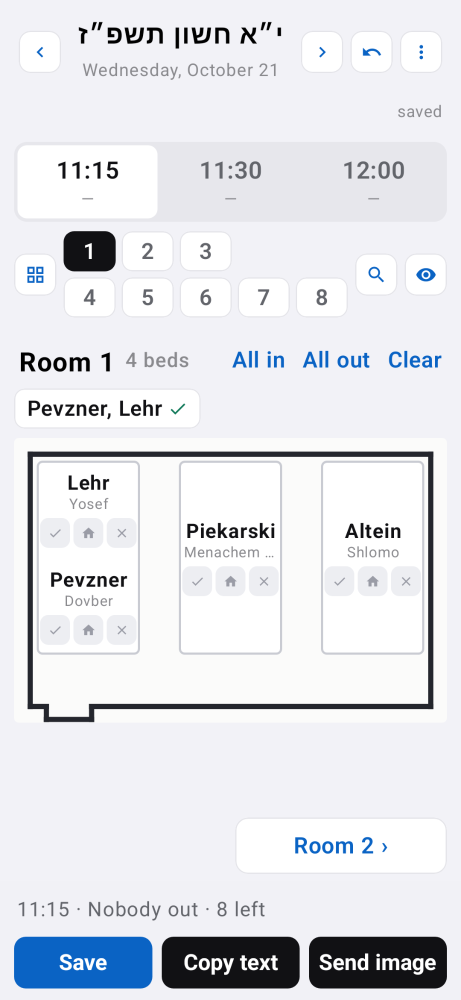 י״א חשון תשפ״ז
Wednesday, October 21
saved
11:15 11:30 12:00
– – –
1 2 3
4 5 6 7 8
Room 1 4 beds All in All out Clear
Pevzner, Lehr ✓
Lehr
Yosef
Pevzner
Dovber
Piekarski
Menachem ...
Altein
Shlomo
Room 2 ›
11:15 · Nobody out · 8 left
Save Copy text Send image